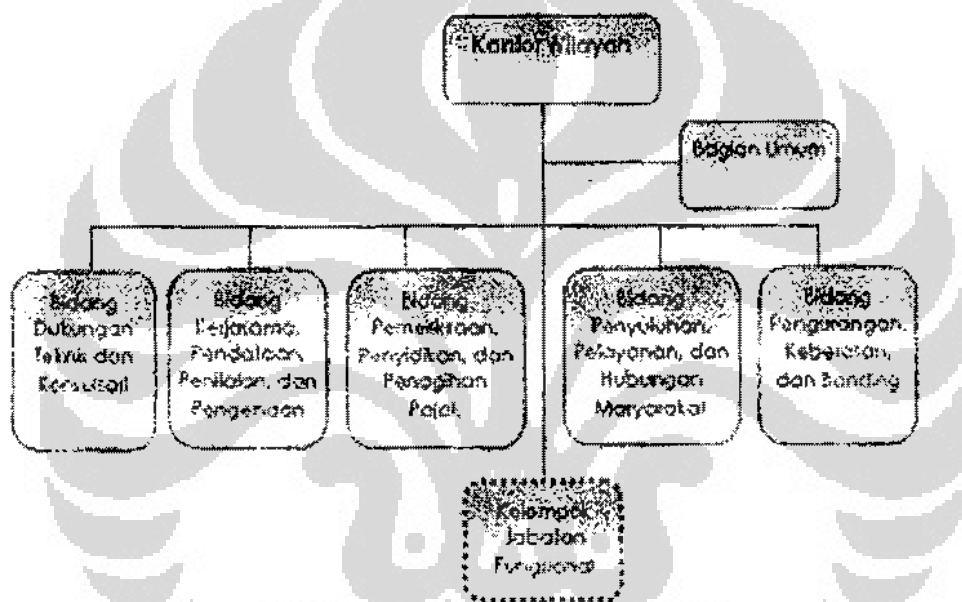 Kantor Wilayah
Bagian Umum
Bidang
Dukungan
Teknik dan
Konsultasi
Bidang
Kerjasama,
Pendataan,
Penilaian, dan
Pengenaan
Bidang
Pemeriksaan,
Penyidikan, dan
Penagihan
Pajak
Bidang
Penyuluhan,
Pelayanan, dan
Hubungan
Masyarakat
Bidang
Pengurangan,
Keberatan,
dan Banding
Kelompok
Jabatan
Fungsional